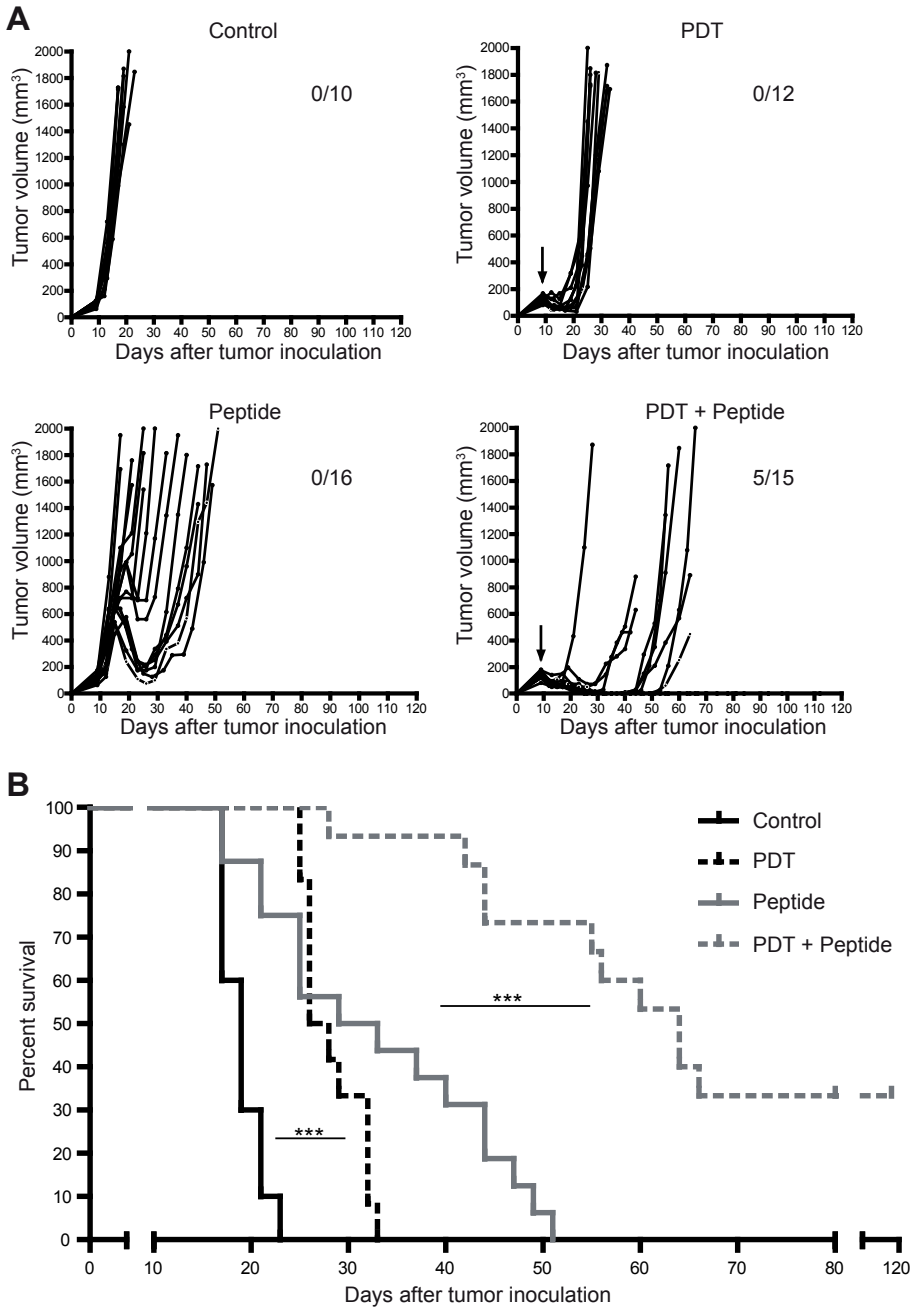 A
Control
PDT
Tumor volume (mm³)
2000
1800
1600
1400
1200
1000
800
600
400
200
0
0/10
0 10 20 30 40 50 60 70 80 90 100 110 120
Days after tumor inoculation
Tumor volume (mm³)
2000
1800
1600
1400
1200
1000
800
600
400
200
0
0/12
0 10 20 30 40 50 60 70 80 90 100 110 120
Days after tumor inoculation
Peptide
PDT + Peptide
Tumor volume (mm³)
2000
1800
1600
1400
1200
1000
800
600
400
200
0
0/16
0 10 20 30 40 50 60 70 80 90 100 110 120
Days after tumor inoculation
Tumor volume (mm³)
2000
1800
1600
1400
1200
1000
800
600
400
200
0
5/15
0 10 20 30 40 50 60 70 80 90 100 110 120
Days after tumor inoculation
B
Percent survival
100
90
80
70
60
50
40
30
20
10
0
Control
PDT
Peptide
PDT + Peptide
***
***
0 10 20 30 40 50 60 70 80 120
Days after tumor inoculation